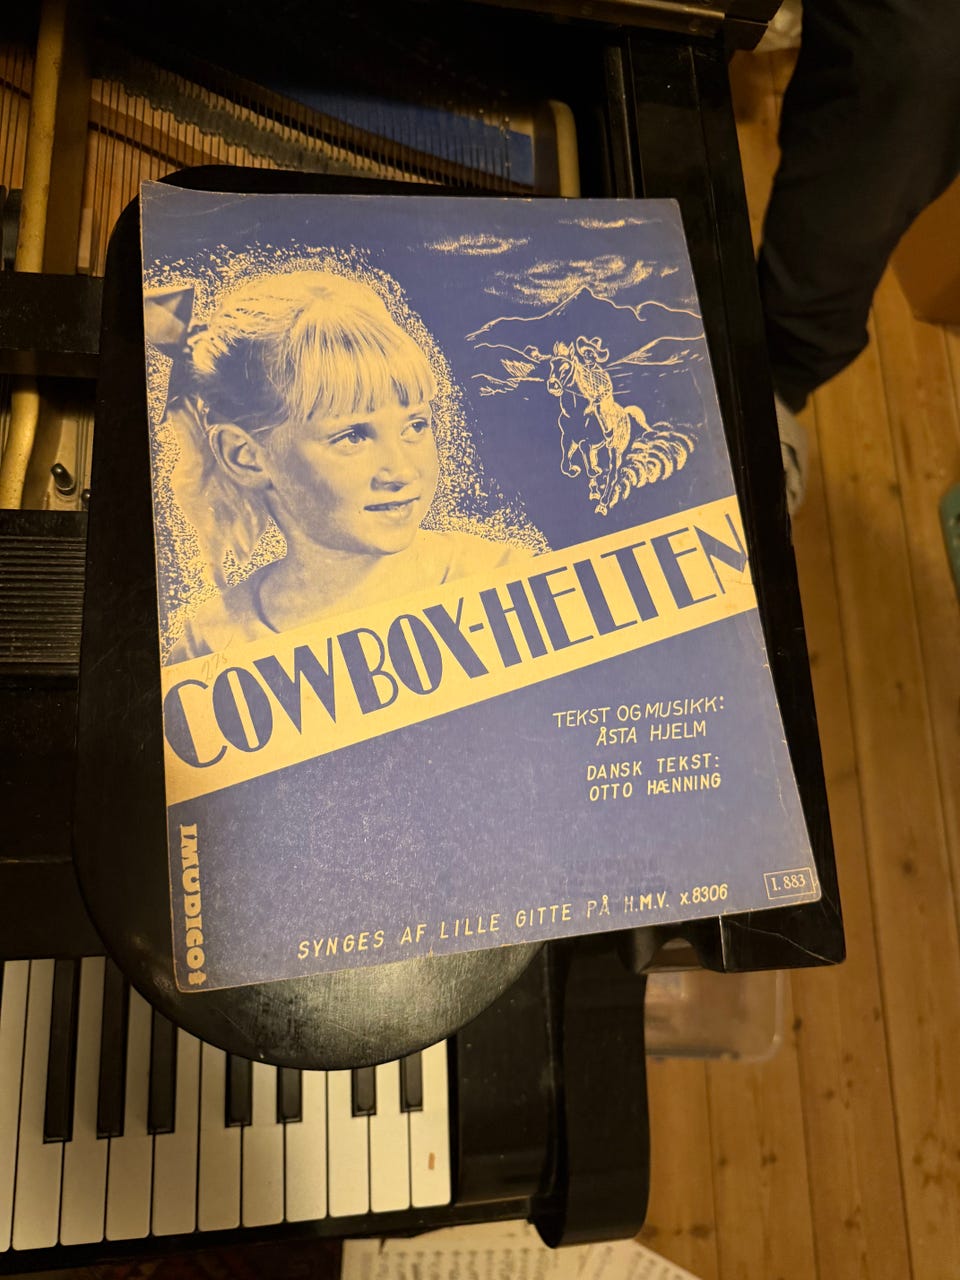 COWBOY-HELTEN
TEKST OG MUSIKK:
ÅSTA HJELM
DANSK TEKST:
OTTO HÆNNING
IMUDICO
I. 883
SYNGES AF LILLE GITTE PÅ H.M.V. X.8306